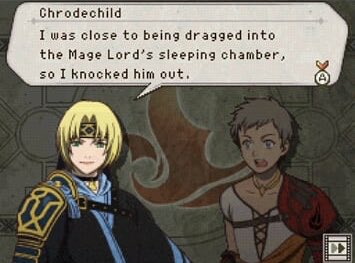 Chrodechild
I was close to being dragged into
the Mage Lord's sleeping chamber,
so I knocked him out.
A